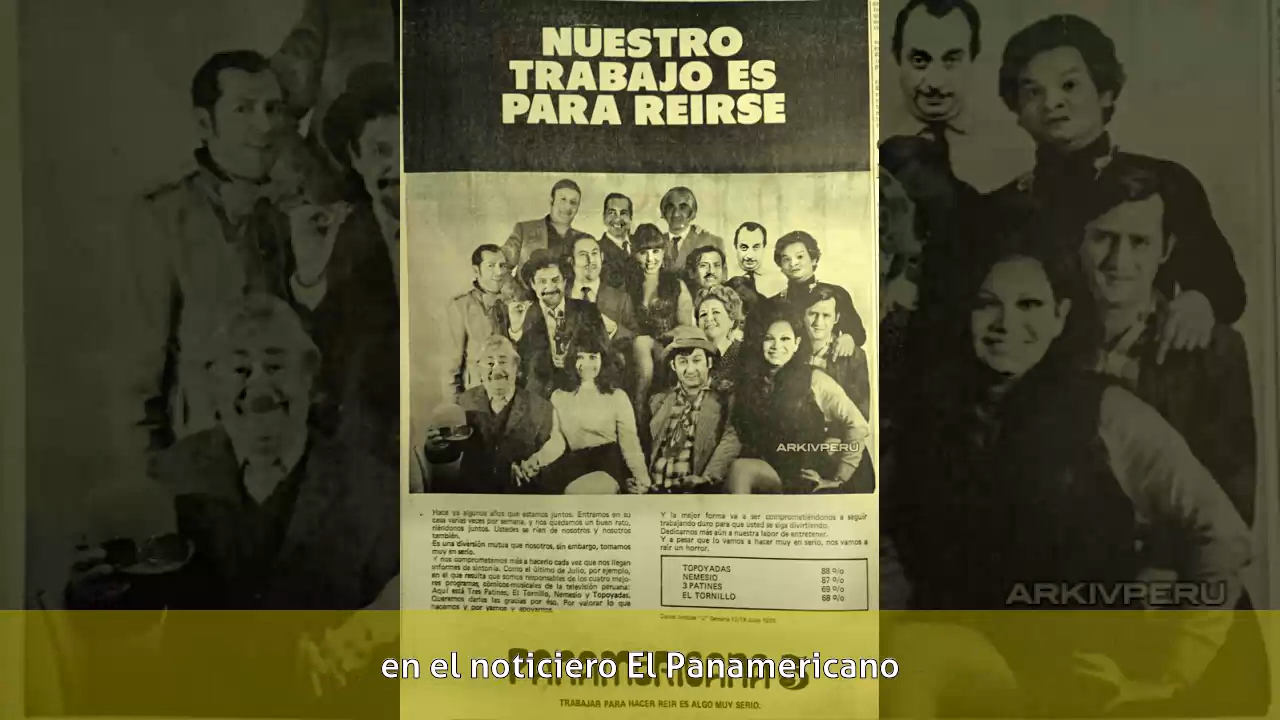 NUESTRO
TRABAJO ES
PARA REIRSE
ARKIVPERÚ
ARKIVPERU
Hace ya algunos años que estamos juntos. Entramos en su
casa varias veces por semana, y nos quedamos un buen rato,
riéndonos juntos. Ustedes se ríen de nosotros y nosotros
también.
Es una diversión mutua que nosotros, sin embargo, tomamos
muy en serio.
Y nos comprometemos más a hacerlo cada vez que nos llegan
informes de sintonía. Como el último de Julio, por ejemplo,
en el que resulta que somos responsables de los cuatro mejo-
res programas cómicos-musicales de la televisión peruana:
Aquí está Tres Patines, El Tornillo, Nemesio y Topoyadas.
Queremos darles las gracias por éso. Por valorar lo que
hacemos y por vernos y apoyarnos.
Y la mejor forma va a ser comprometiéndonos a seguir
trabajando duro para que usted se siga divirtiendo.
Dedicarnos más aún a nuestra labor de entretener.
Y a pesar que lo vamos a hacer muy en serio, nos vamos a
reir un horror.
TOPOYADAS 88 %
NEMESIO 87 %
3 PATINES 69 %
EL TORNILLO 68 %
PANAMERICANA
en el noticiero El Panamericano
TRABAJAR PARA HACER REIR ES ALGO MUY SERIO.